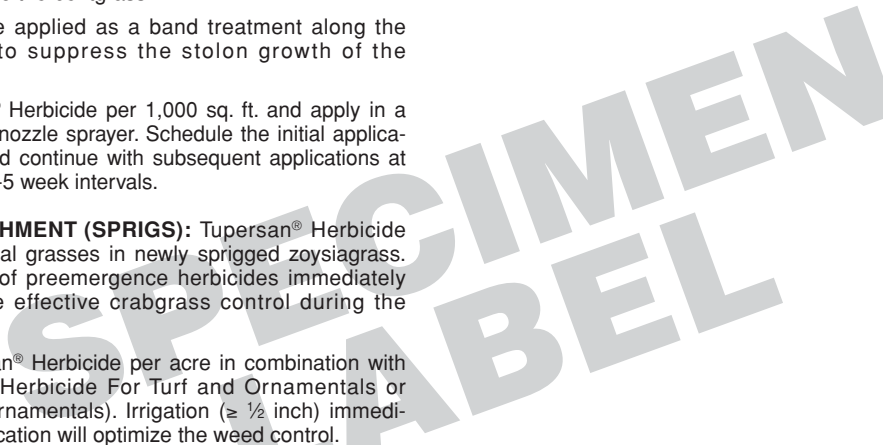 e applied as a band treatment along the
to suppress the stolon growth of the
® Herbicide per 1,000 sq. ft. and apply in a
nozzle sprayer. Schedule the initial applica-
d continue with subsequent applications at
-5 week intervals.
HMENT (SPRIGS): Tupersan® Herbicide
al grasses in newly sprigged zoysiagrass.
of preemergence herbicides immediately
e effective crabgrass control during the
n® Herbicide per acre in combination with
Herbicide For Turf and Ornamentals or
rnamentals). Irrigation (≥ ½ inch) immedi-
cation will optimize the weed control.
SPECIMEN
LABEL